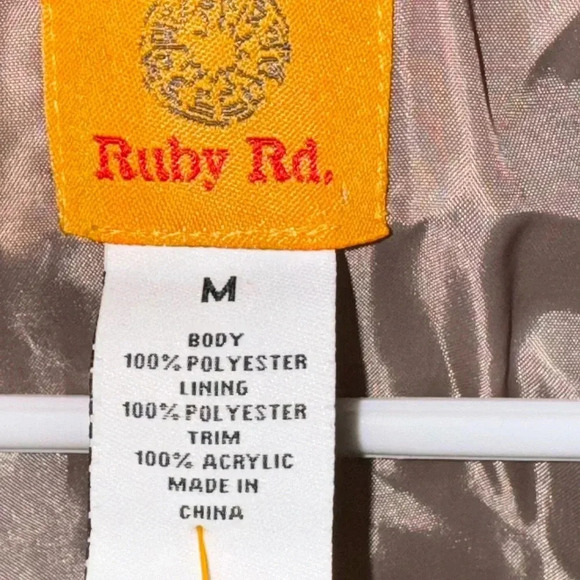 Ruby Rd.
M
BODY
100% POLYESTER
LINING
100% POLYESTER
TRIM
100% ACRYLIC
MADE IN
CHINA